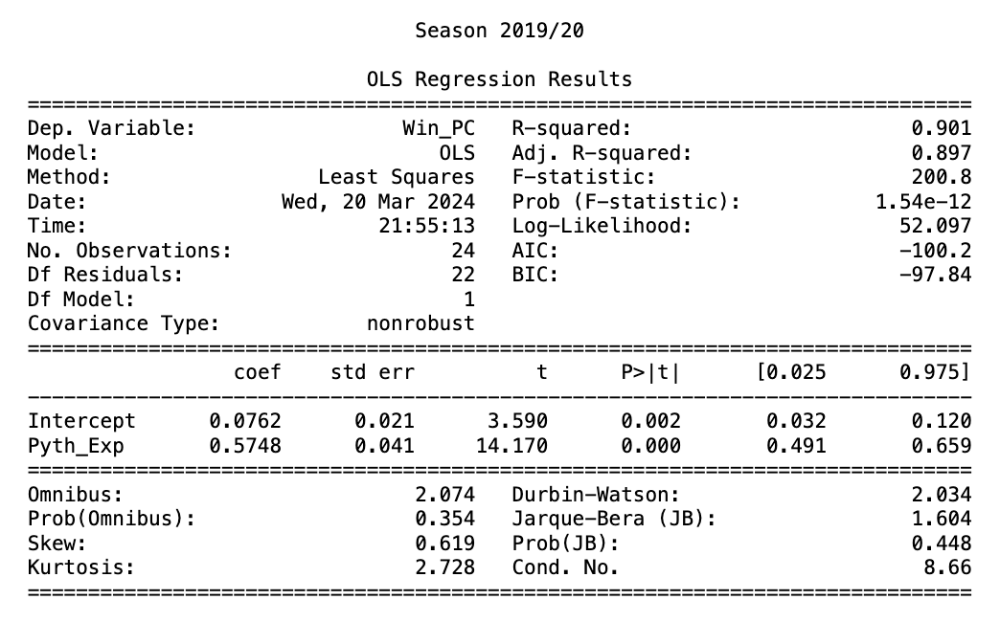 Season 2019/20
OLS Regression Results
==============================================================================
Dep. Variable:                 Win_PC   R-squared:                       0.901
Model:                            OLS   Adj. R-squared:                  0.897
Method:                 Least Squares   F-statistic:                     200.8
Date:                Wed, 20 Mar 2024   Prob (F-statistic):           1.54e-12
Time:                        21:55:13   Log-Likelihood:                 52.097
No. Observations:                  24   AIC:                            -100.2
Df Residuals:                      22   BIC:                            -97.84
Df Model:                           1
Covariance Type:            nonrobust
==============================================================================
                 coef    std err          t      P>|t|      [0.025      0.975]
------------------------------------------------------------------------------
Intercept      0.0762      0.021      3.590      0.002       0.032       0.120
Pyth_Exp       0.5748      0.041     14.170      0.000       0.491       0.659
==============================================================================
Omnibus:                        2.074   Durbin-Watson:                   2.034
Prob(Omnibus):                  0.354   Jarque-Bera (JB):                1.604
Skew:                           0.619   Prob(JB):                        0.448
Kurtosis:                       2.728   Cond. No.                         8.66
==============================================================================